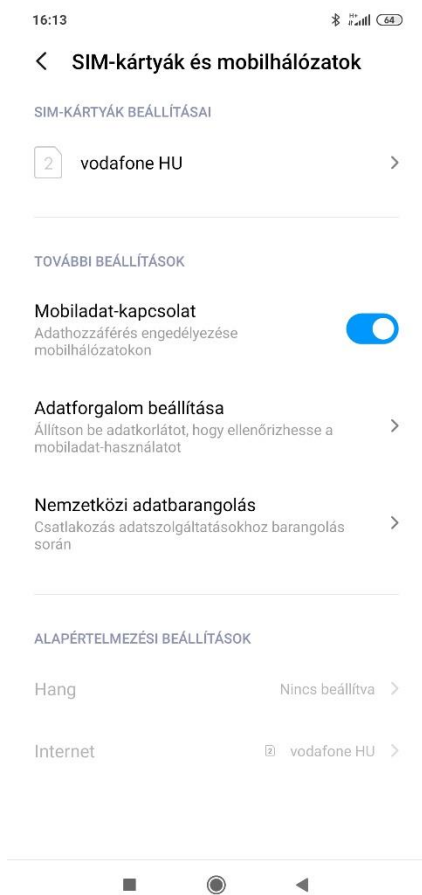 16:13
H+
64
SIM-kártyák és mobilhálózatok
SIM-KÁRTYÁK BEÁLLÍTÁSAI
2 vodafone HU
TOVÁBBI BEÁLLÍTÁSOK
Mobiladat-kapcsolat
Adathozzáférés engedélyezése
mobilhálózatokon
Adatforgalom beállítása
Állítson be adatkorlátot, hogy ellenőrizhesse a
mobiladat-használatot
Nemzetközi adatbarangolás
Csatlakozás adatszolgáltatásokhoz barangolás
során
ALAPÉRTELMEZÉSI BEÁLLÍTÁSOK
Hang Nincs beállítva
Internet 2 vodafone HU